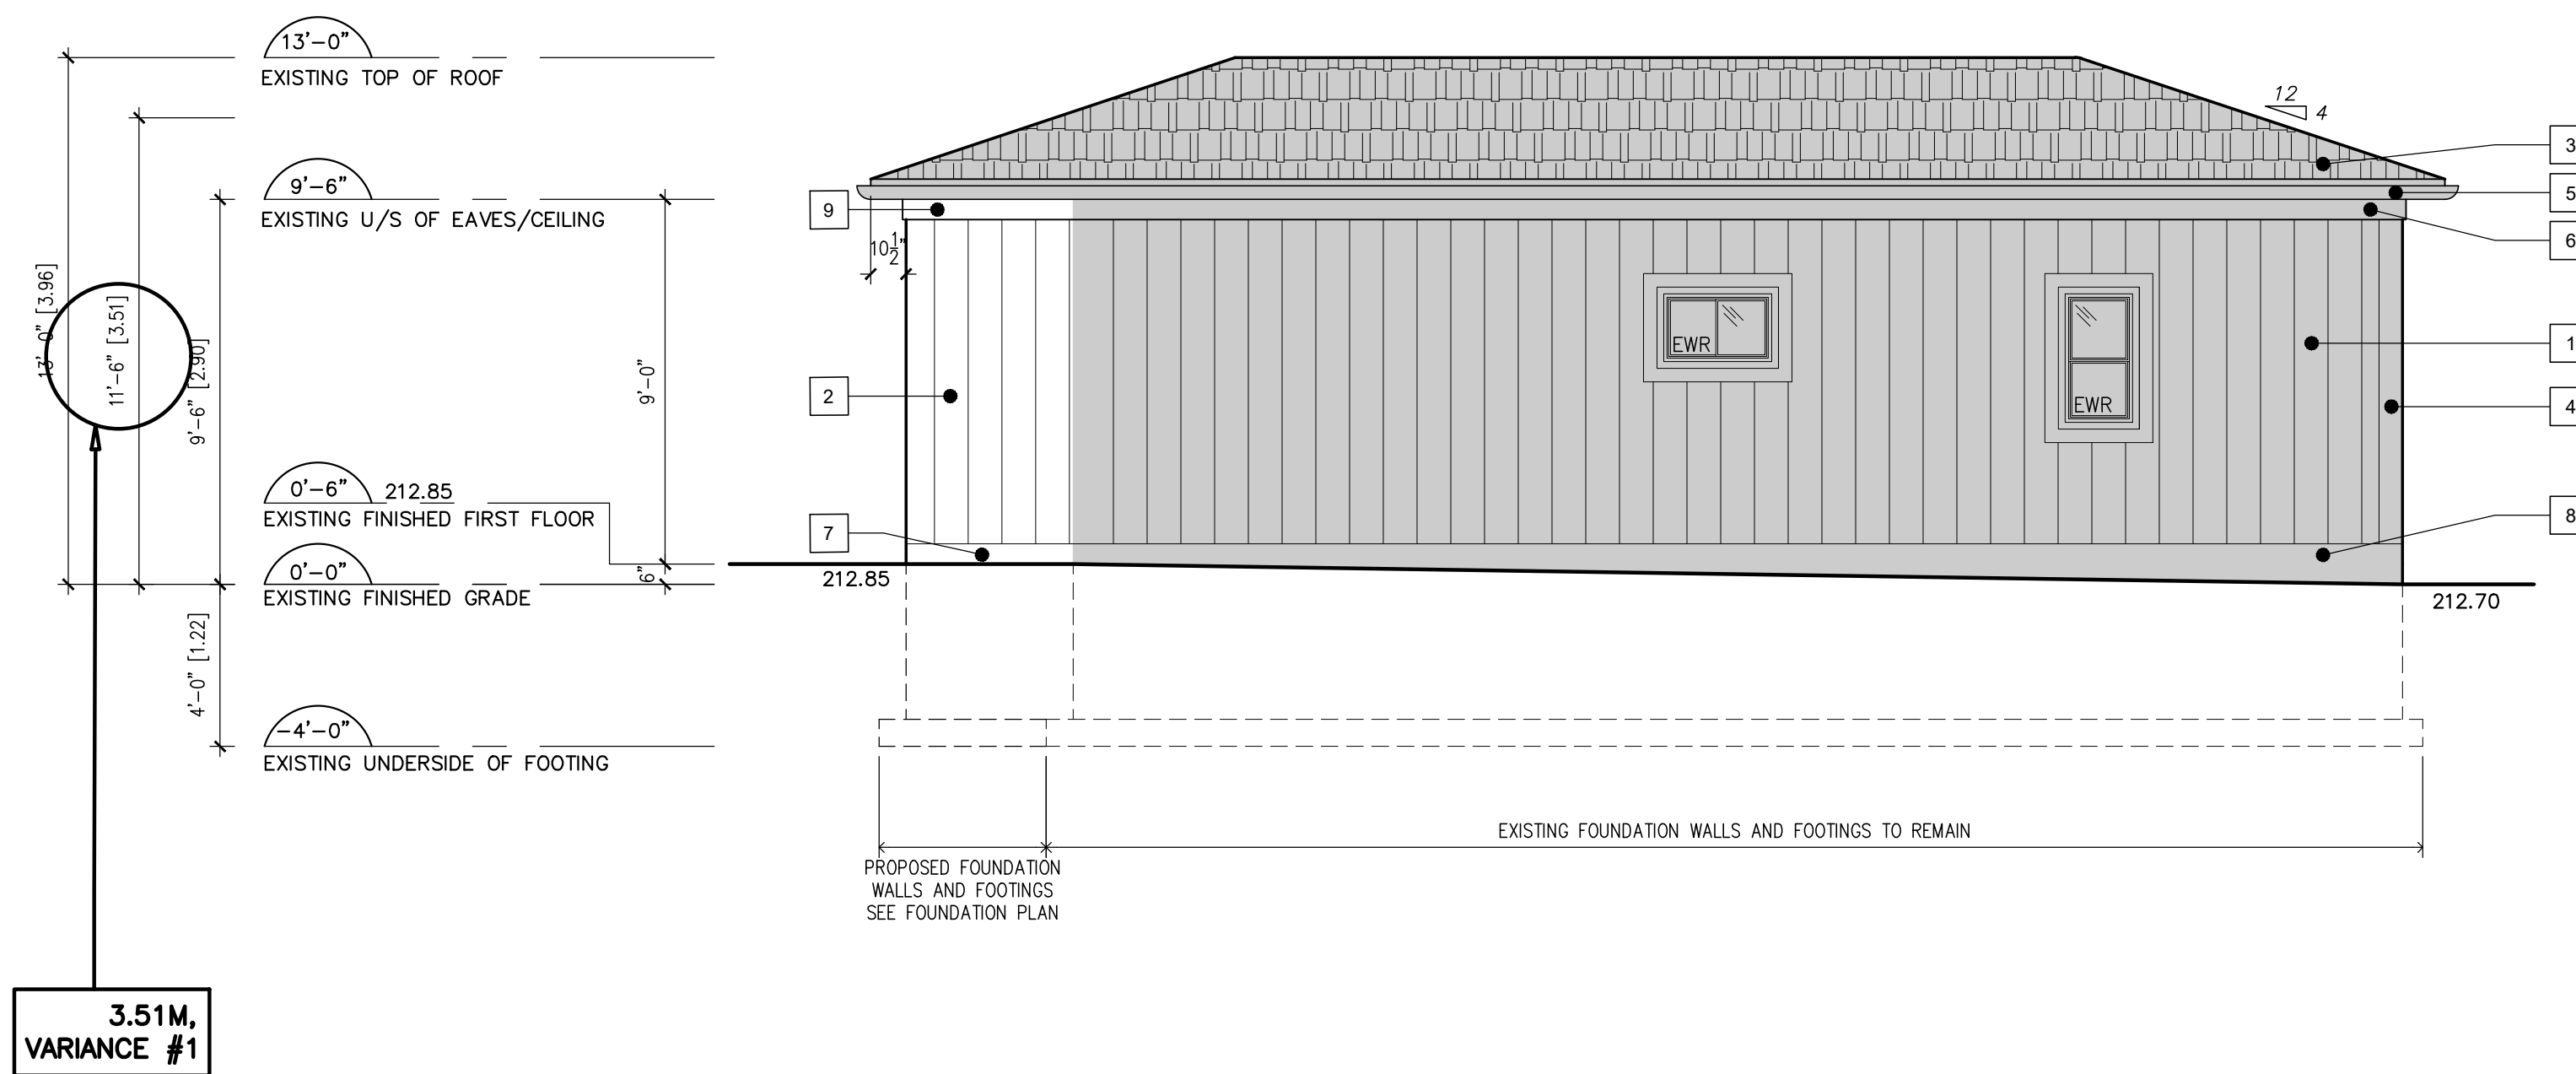 13'-0"
EXISTING TOP OF ROOF
12
4
3
9'-6"
EXISTING U/S OF EAVES/CEILING
5
9
6
10 1/2"
13'-0" [3.96]
11'-6" [3.51]
9'-6" [2.90]
9'-0"
EWR
EWR
1
2
4
0'-6" 212.85
EXISTING FINISHED FIRST FLOOR
7
8
0'-0"
EXISTING FINISHED GRADE
6"
212.85
212.70
4'-0" [1.22]
-4'-0"
EXISTING UNDERSIDE OF FOOTING
EXISTING FOUNDATION WALLS AND FOOTINGS TO REMAIN
PROPOSED FOUNDATION
WALLS AND FOOTINGS
SEE FOUNDATION PLAN
3.51M,
VARIANCE #1